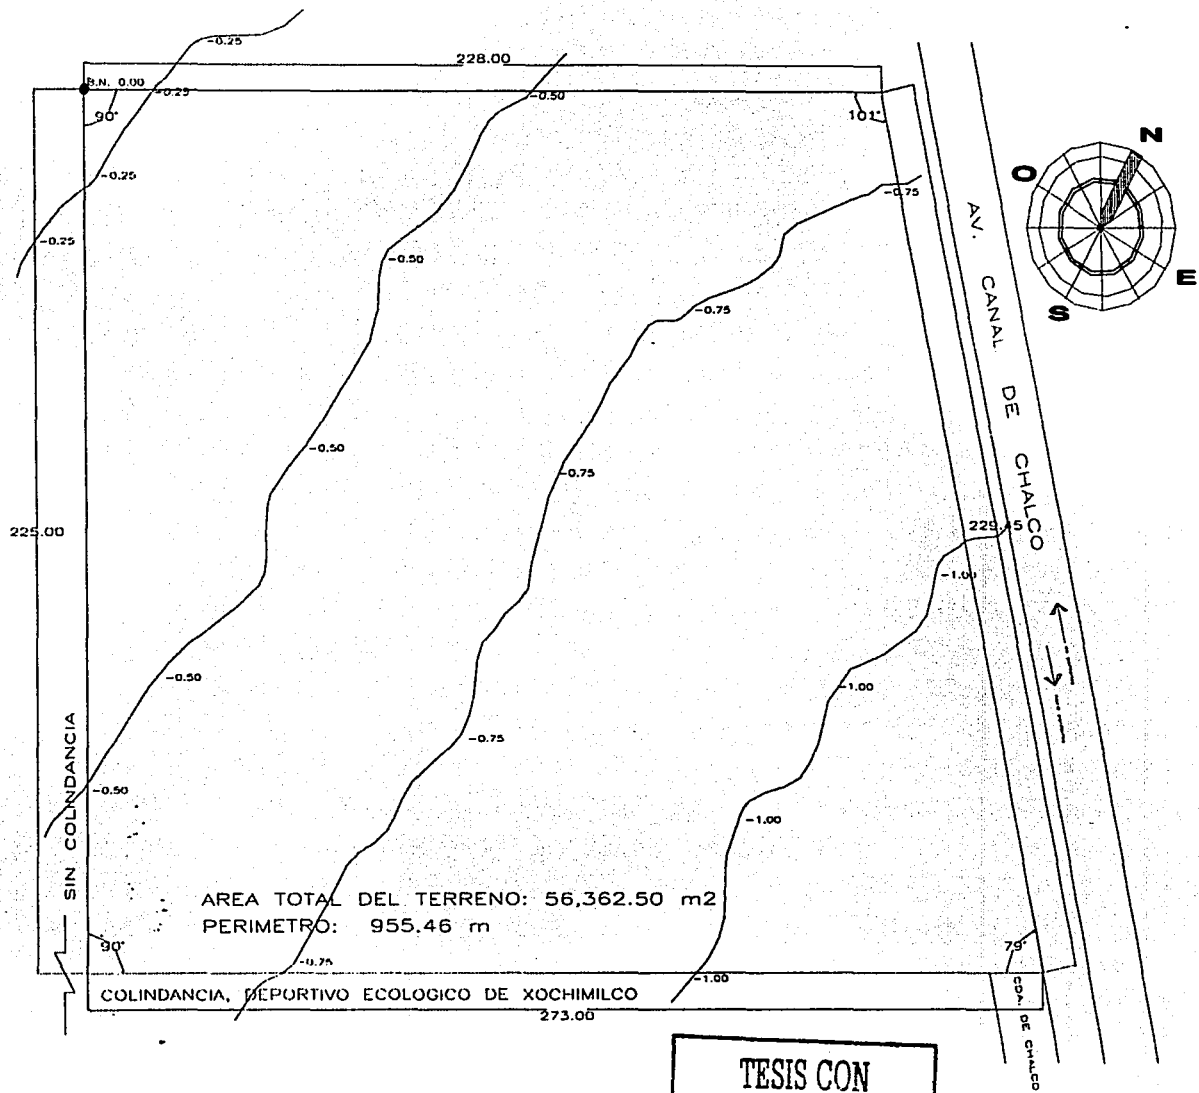 -0.25
228.00
B.N. 0.00
-0.25
-0.50
90°
101°
N
-0.25
-0.75
O
AV. CANAL DE CHALCO
-0.25
-0.50
E
-0.75
S
-0.50
-0.75
225.00
229.45
-1.00
-0.50
-1.00
-0.75
SIN COLINDANCIA
-0.50
-1.00
AREA TOTAL DEL TERRENO: 56,362.50 m2
PERIMETRO: 955.46 m
90°
79°
-0.75
-1.00
COLINDANCIA, DEPORTIVO ECOLOGICO DE XOCHIMILCO
CDA. DE CHALCO
273.00
TESIS CON